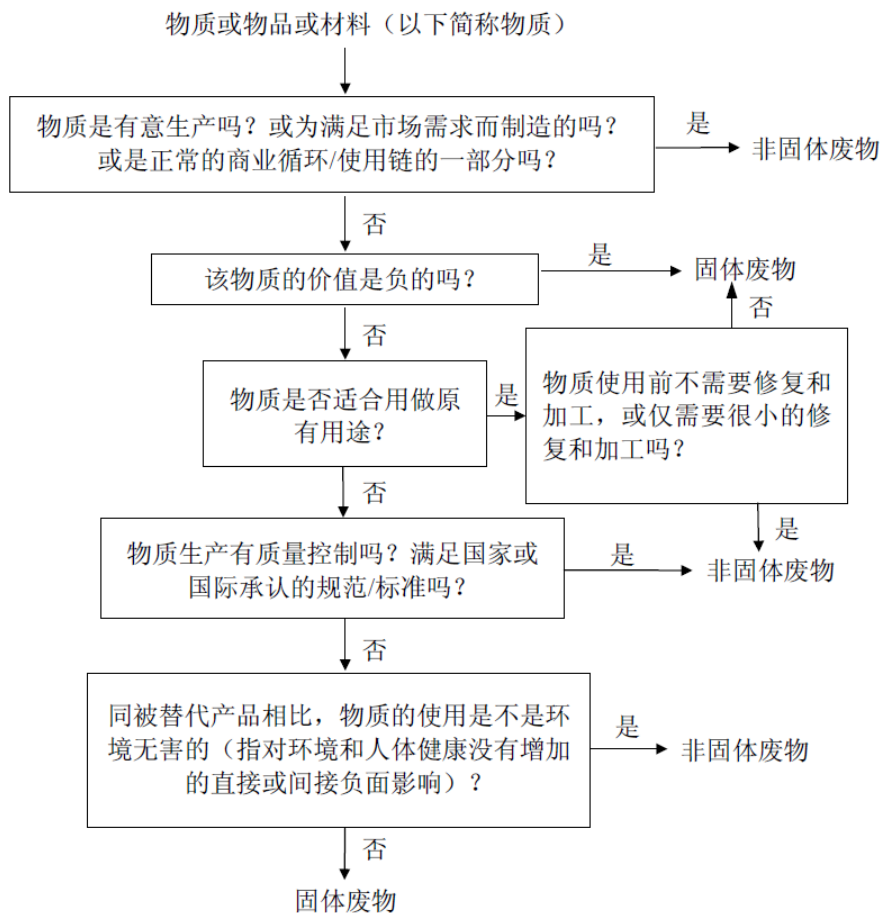 物质或物品或材料（以下简称物质）
物质是有意生产吗？或为满足市场需求而制造的吗？
或是正常的商业循环/使用链的一部分吗？
是
非固体废物
否
该物质的价值是负的吗？
是
固体废物
否
否
物质是否适合用做原
有用途？
是
物质使用前不需要修复和
加工，或仅需要很小的修
复和加工吗？
否
是
物质生产有质量控制吗？满足国家或
国际承认的规范/标准吗？
是
非固体废物
否
同被替代产品相比，物质的使用是不是环
境无害的（指对环境和人体健康没有增加
的直接或间接负面影响）？
是
非固体废物
否
固体废物